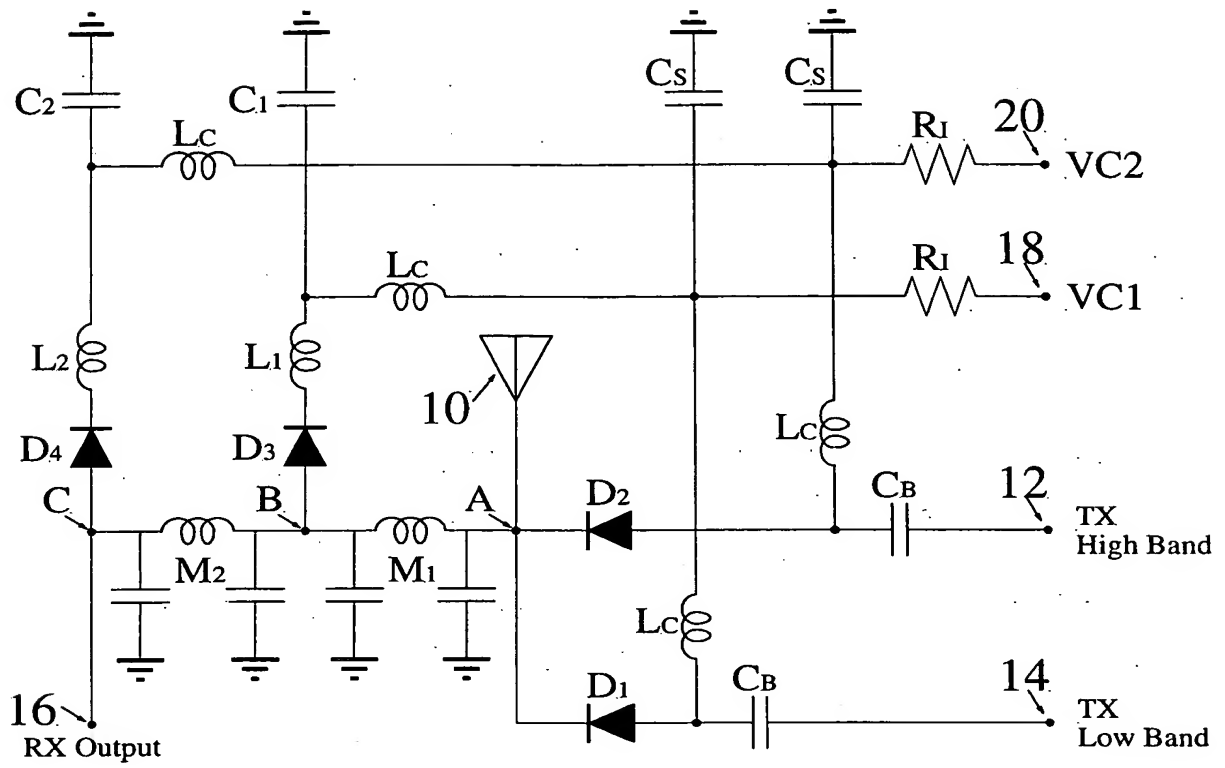 C2
C1
CS
CS
LC
RI
20
VC2
LC
RI
18
VC1
L2
L1
10
LC
D4
D3
C
B
A
D2
CB
12
TX
High Band
M2
M1
LC
D1
CB
14
TX
Low Band
16
RX Output